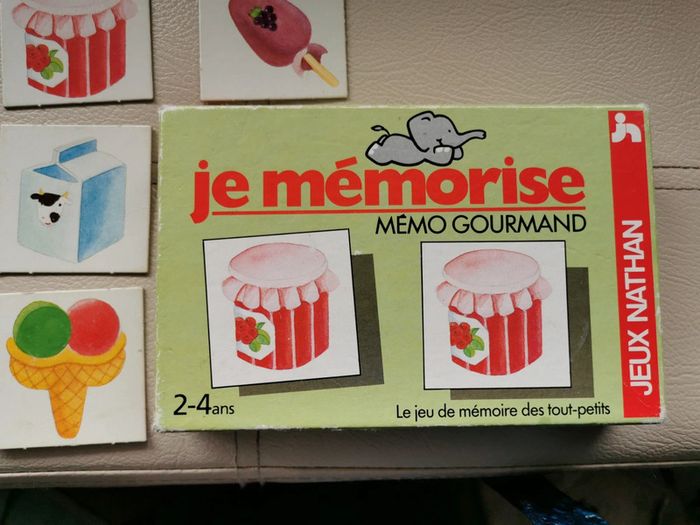 je mémorise
MÉMO GOURMAND
JEUX NATHAN
2-4ans
Le jeu de mémoire des tout-petits